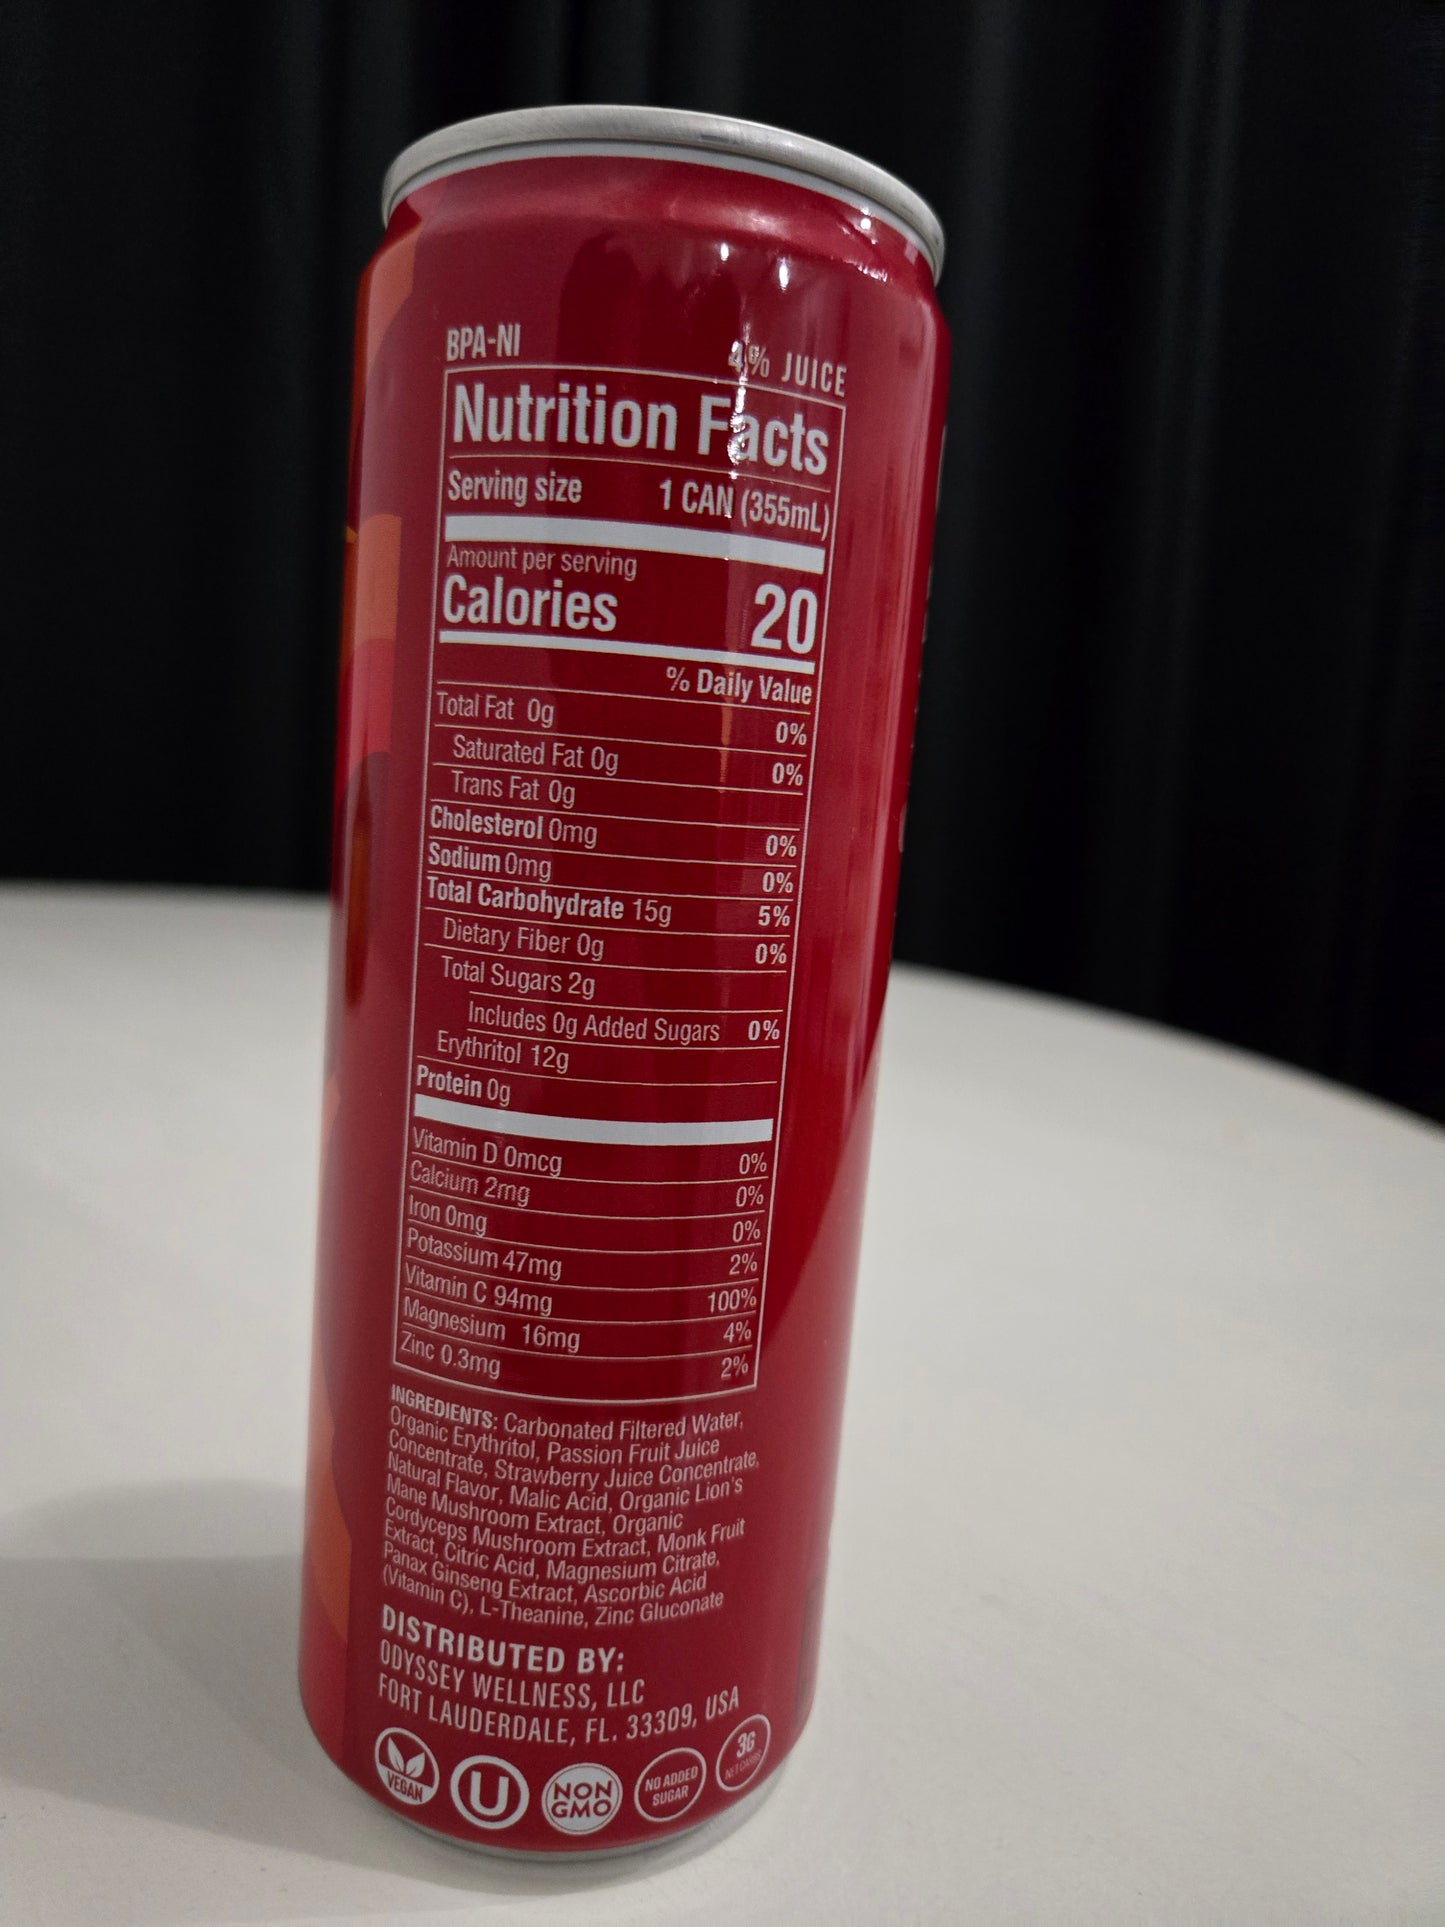 BPA-NI 4% JUICE
Nutrition Facts
Serving size 1 CAN (355mL)
Amount per serving
Calories 20
% Daily Value
Total Fat 0g 0%
Saturated Fat 0g 0%
Trans Fat 0g
Cholesterol 0mg 0%
Sodium 0mg 0%
Total Carbohydrate 15g 5%
Dietary Fiber 0g 0%
Total Sugars 2g
Includes 0g Added Sugars 0%
Erythritol 12g
Protein 0g
Vitamin D 0mcg 0%
Calcium 2mg 0%
Iron 0mg 0%
Potassium 47mg 2%
Vitamin C 94mg 100%
Magnesium 16mg 4%
Zinc 0.3mg 2%
INGREDIENTS: Carbonated Filtered Water,
Organic Erythritol, Passion Fruit Juice
Concentrate, Strawberry Juice Concentrate,
Natural Flavor, Malic Acid, Organic Lion's
Mane Mushroom Extract, Organic
Cordyceps Mushroom Extract, Monk Fruit
Extract, Citric Acid, Magnesium Citrate,
Panax Ginseng Extract, Ascorbic Acid
(Vitamin C), L-Theanine, Zinc Gluconate
DISTRIBUTED BY:
ODYSSEY WELLNESS, LLC
FORT LAUDERDALE, FL. 33309, USA
VEGAN
U
NON
GMO
NO ADDED
SUGAR
3G
NET CARBS